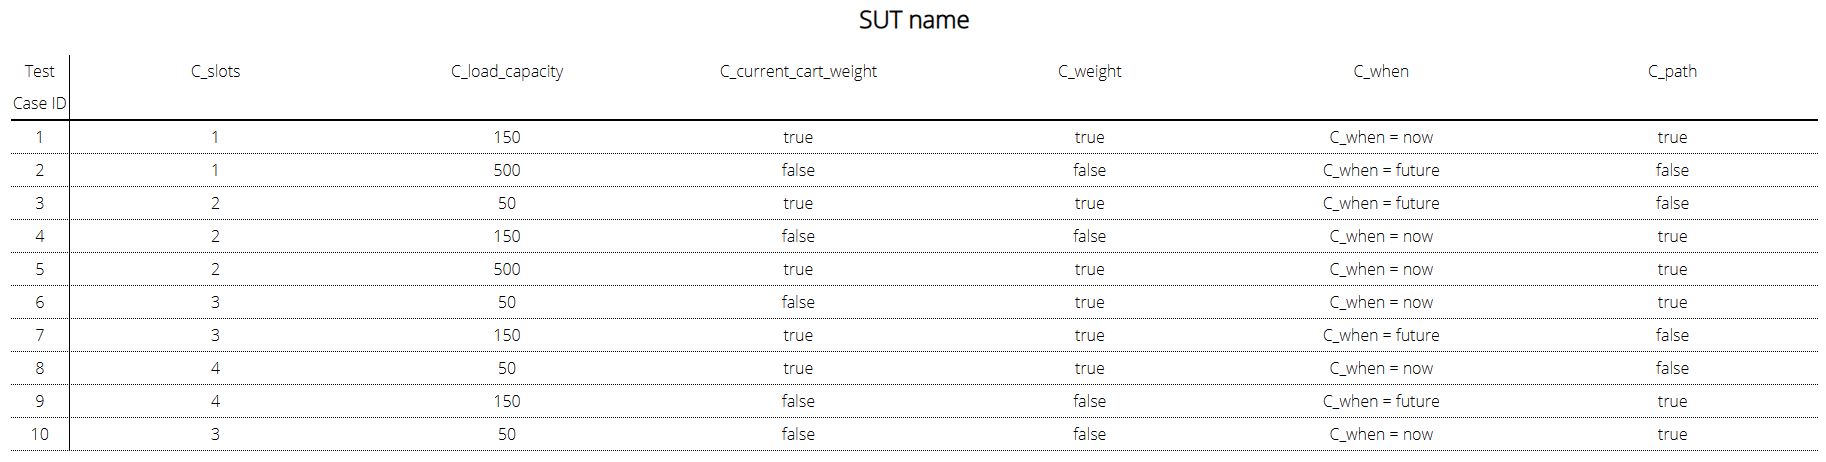 SUT name
Test C_slots C_load_capacity C_current_cart_weight C_weight C_when C_path
Case ID
1 1 150 true true C_when = now true
2 1 500 false false C_when = future false
3 2 50 true true C_when = future false
4 2 150 false false C_when = now true
5 2 500 true true C_when = now true
6 3 50 false true C_when = now true
7 3 150 true true C_when = future false
8 4 50 true true C_when = now false
9 4 150 false false C_when = future true
10 3 50 false false C_when = now true